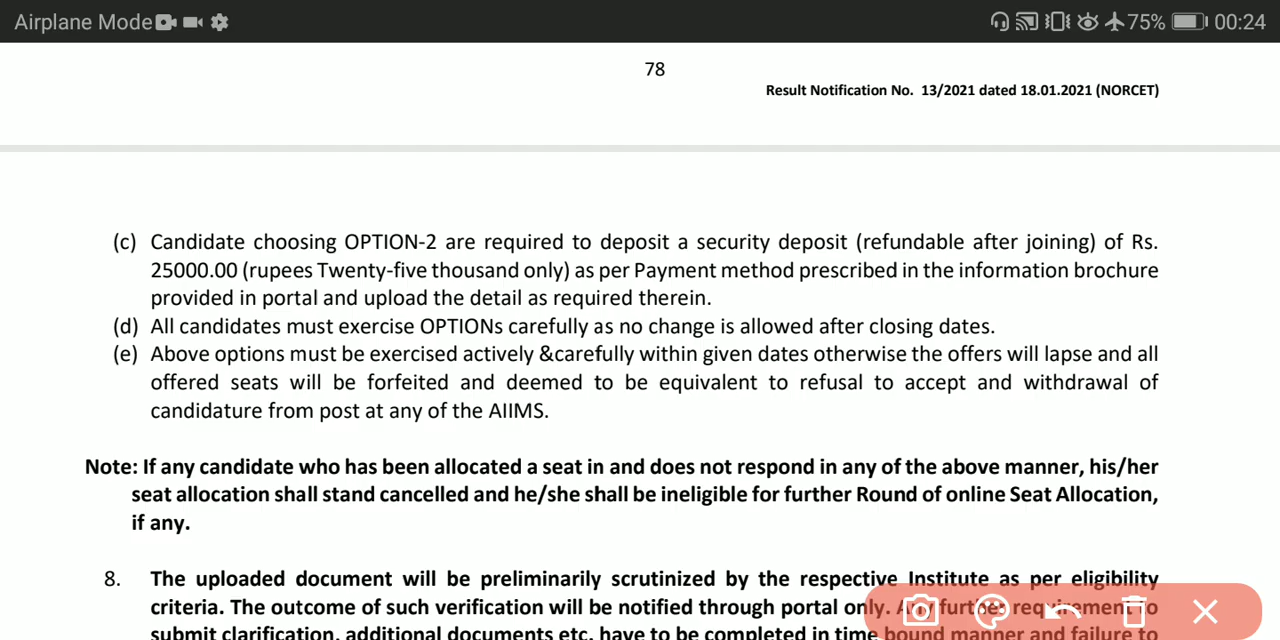 Airplane Mode 75% 00:24
78
Result Notification No. 13/2021 dated 18.01.2021 (NORCET)
(c) Candidate choosing OPTION-2 are required to deposit a security deposit (refundable after joining) of Rs.
25000.00 (rupees Twenty-five thousand only) as per Payment method prescribed in the information brochure
provided in portal and upload the detail as required therein.
(d) All candidates must exercise OPTIONs carefully as no change is allowed after closing dates.
(e) Above options must be exercised actively &carefully within given dates otherwise the offers will lapse and all
offered seats will be forfeited and deemed to be equivalent to refusal to accept and withdrawal of
candidature from post at any of the AIIMS.
Note: If any candidate who has been allocated a seat in and does not respond in any of the above manner, his/her
seat allocation shall stand cancelled and he/she shall be ineligible for further Round of online Seat Allocation,
if any.
8. The uploaded document will be preliminarily scrutinized by the respective Institute as per eligibility
criteria. The outcome of such verification will be notified through portal only. Any further requirement to
submit clarification, additional documents etc. have to be completed in time bound manner and failure to